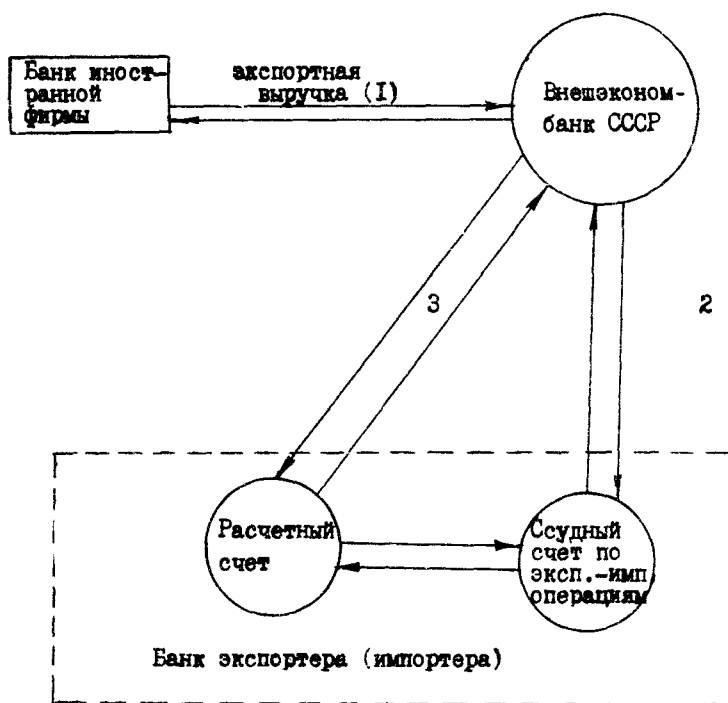 Банк иност-
ранной
фирмы
экспортная
выручка (I)
Внешэконом-
банк СССР
3
2
Расчетный
счет
Ссудный
счет по
эксп.-имп.
операциям
Банк экспортера (импортера)